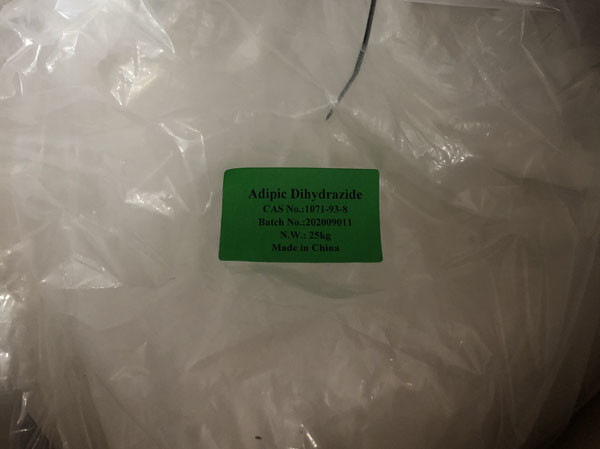 Adipic Dihydrazide
CAS No.:1071-93-8
Batch No.:202009011
N.W.: 25kg
Made in China